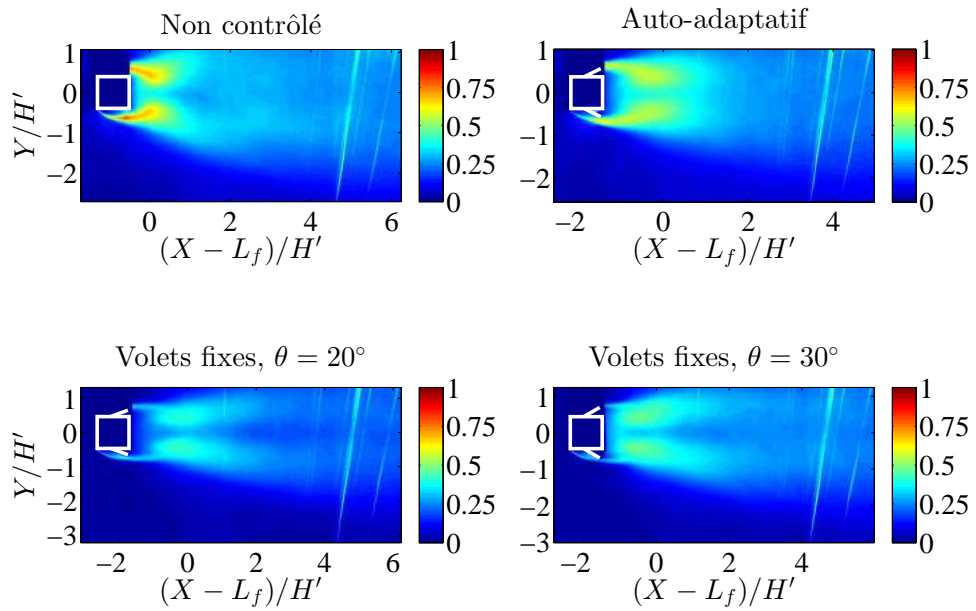 Non contrôlé
1
0
−1
−2
Y/H′
0 2 4 6
(X − L_f)/H′
1
0.75
0.5
0.25
0
Auto-adaptatif
1
0
−1
−2
−2 0 2 4
(X − L_f)/H′
1
0.75
0.5
0.25
0
Volets fixes, θ = 20°
1
0
−1
−2
−3
Y/H′
−2 0 2 4 6
(X − L_f)/H′
1
0.75
0.5
0.25
0
Volets fixes, θ = 30°
1
0
−1
−2
−3
−2 0 2 4
(X − L_f)/H′
1
0.75
0.5
0.25
0